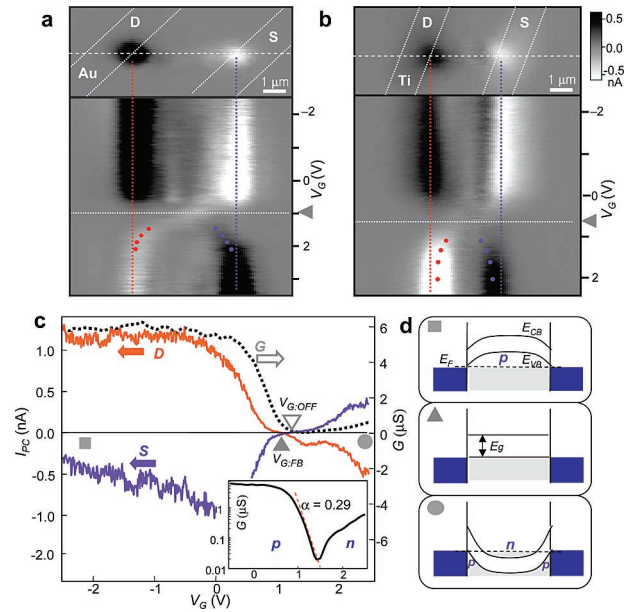 a
D
S
Au
1 μm
-2
0
2
V_G (V)
b
D
S
Ti
1 μm
0.5
0
-0.5
nA
-2
-1
0
1
2
V_G (V)
c
1.0
0.5
0
-0.5
-1.0
-2.0
I_PC (nA)
D
G
V_G:OFF
V_G:FB
S
6
4
2
0
-2
-4
-6
G (μS)
G (μS)
1
0.1
0.01
α = 0.29
p
n
0
1
2
-2
-1
0
1
2
V_G (V)
d
E_CB
E_F
p
E_VB
E_g
n
p
p